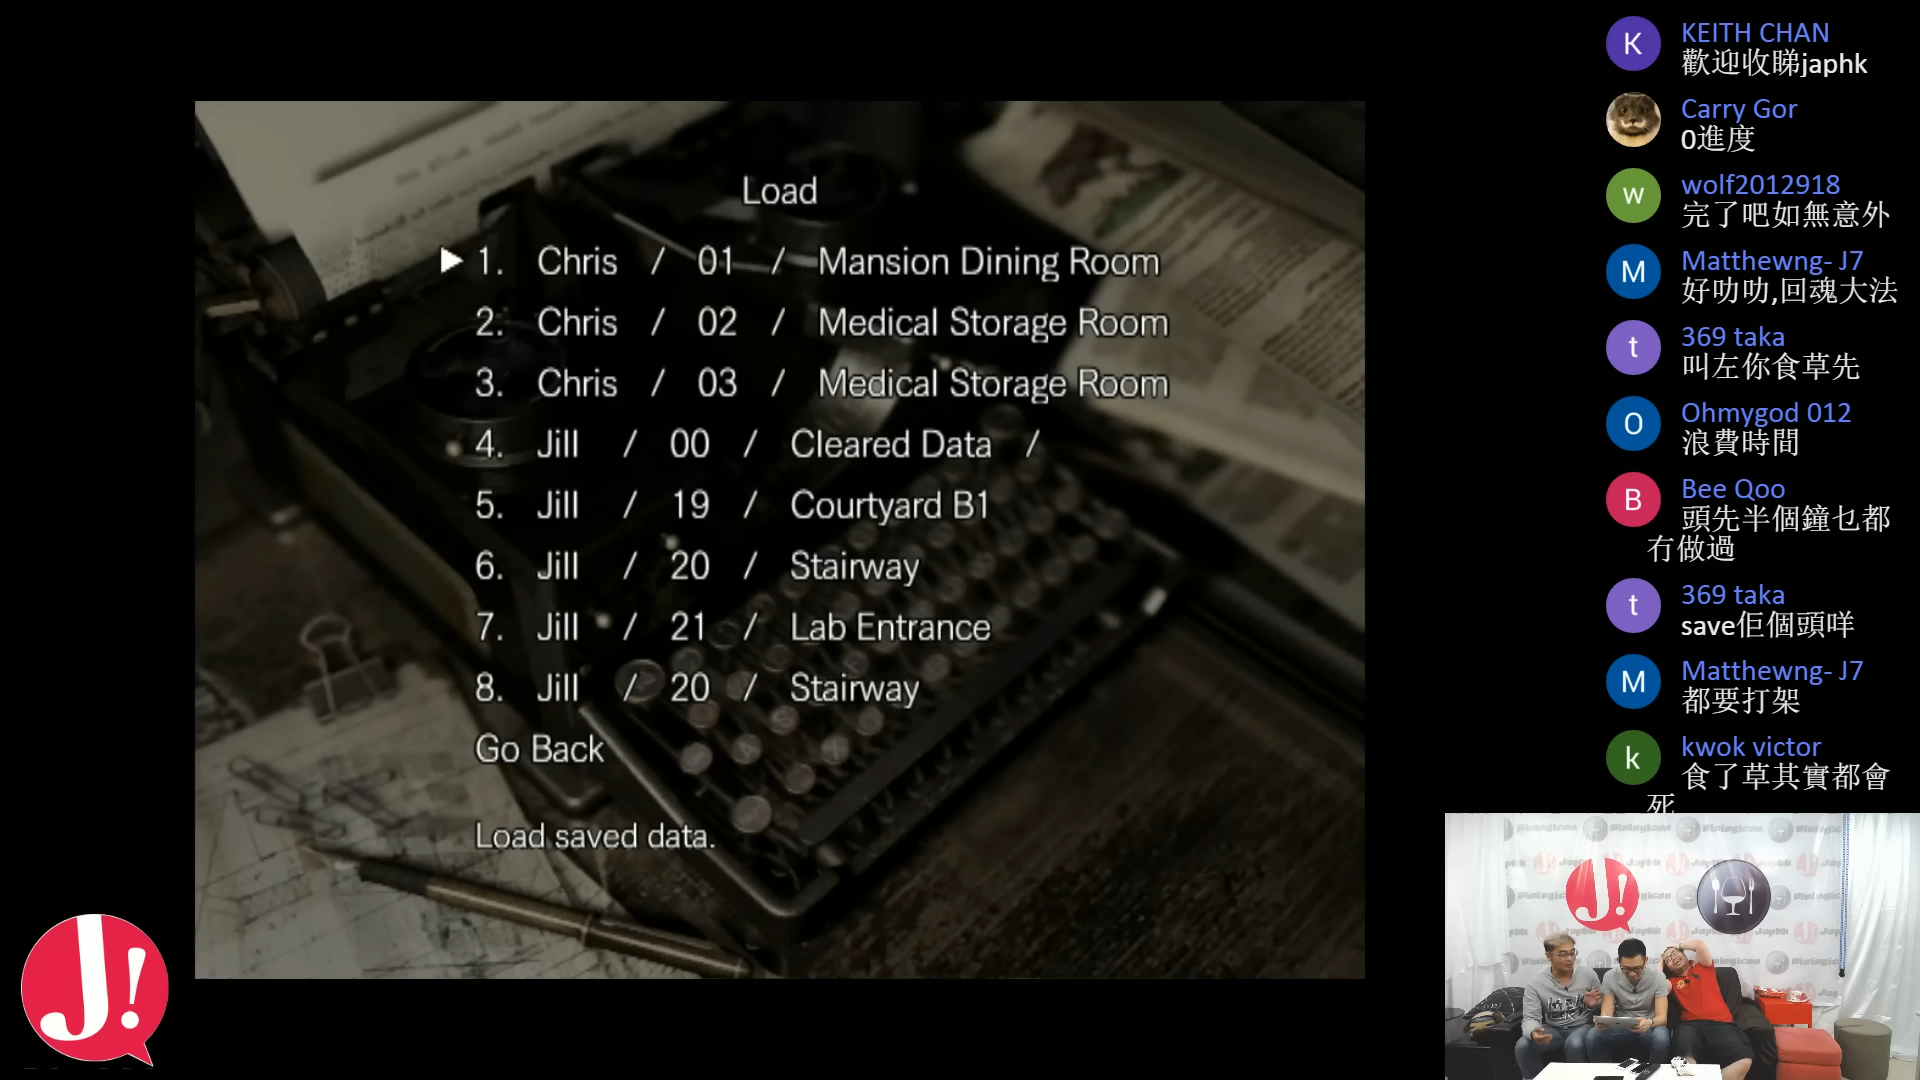 Load
1. Chris / 01 / Mansion Dining Room
2. Chris / 02 / Medical Storage Room
3. Chris / 03 / Medical Storage Room
4. Jill / 00 / Cleared Data /
5. Jill / 19 / Courtyard B1
6. Jill / 20 / Stairway
7. Jill / 21 / Lab Entrance
8. Jill / 20 / Stairway
Go Back
Load saved data.
K KEITH CHAN
歡迎收睇japhk
Carry Gor
0進度
w wolf2012918
完了吧如無意外
M Matthewng- J7
好叻叻,回魂大法
t 369 taka
叫左你食草先
O Ohmygod 012
浪費時間
B Bee Qoo
頭先半個鐘乜都
冇做過
t 369 taka
save佢個頭咩
M Matthewng- J7
都要打架
k kwok victor
食了草其實都會
死
J!
J!